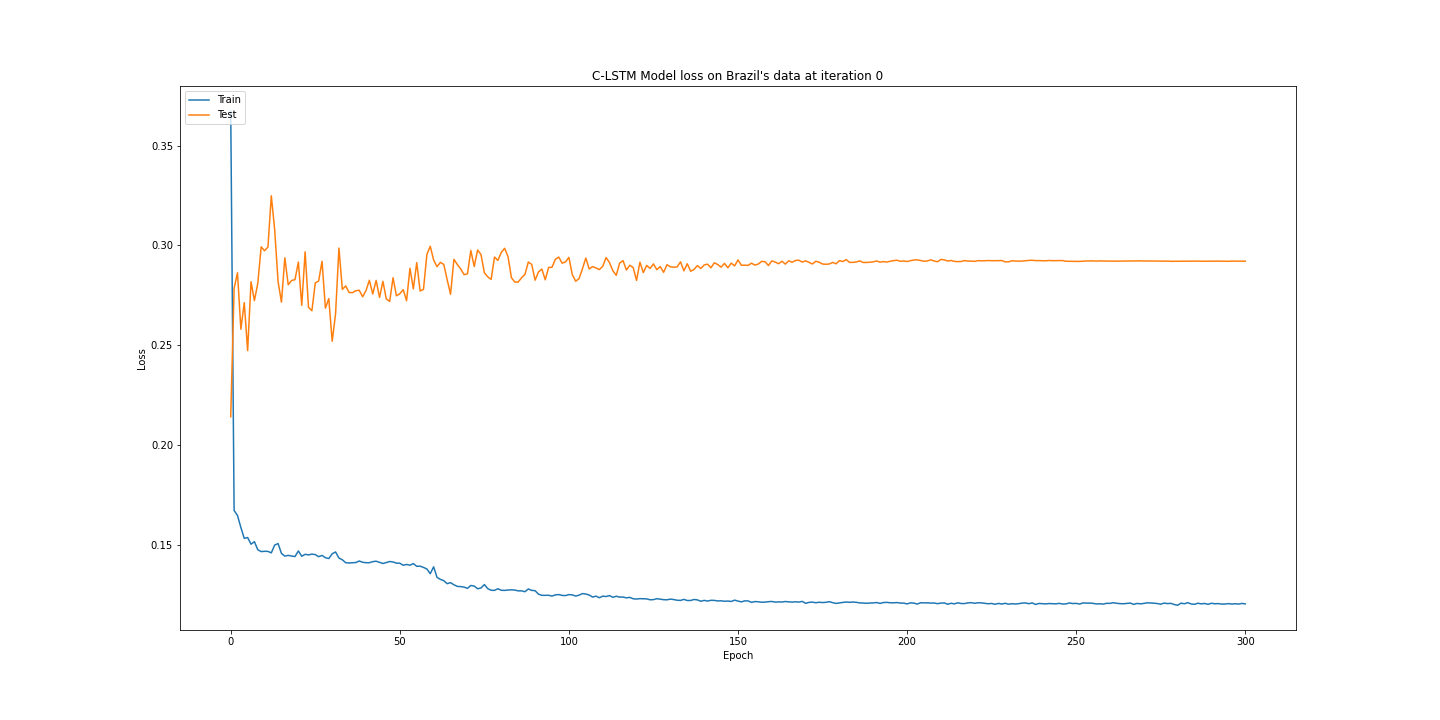 C-LSTM Model loss on Brazil's data at iteration 0
Train
Test
0.35
0.30
0.25
0.20
0.15
Loss
0 50 100 150 200 250 300
Epoch